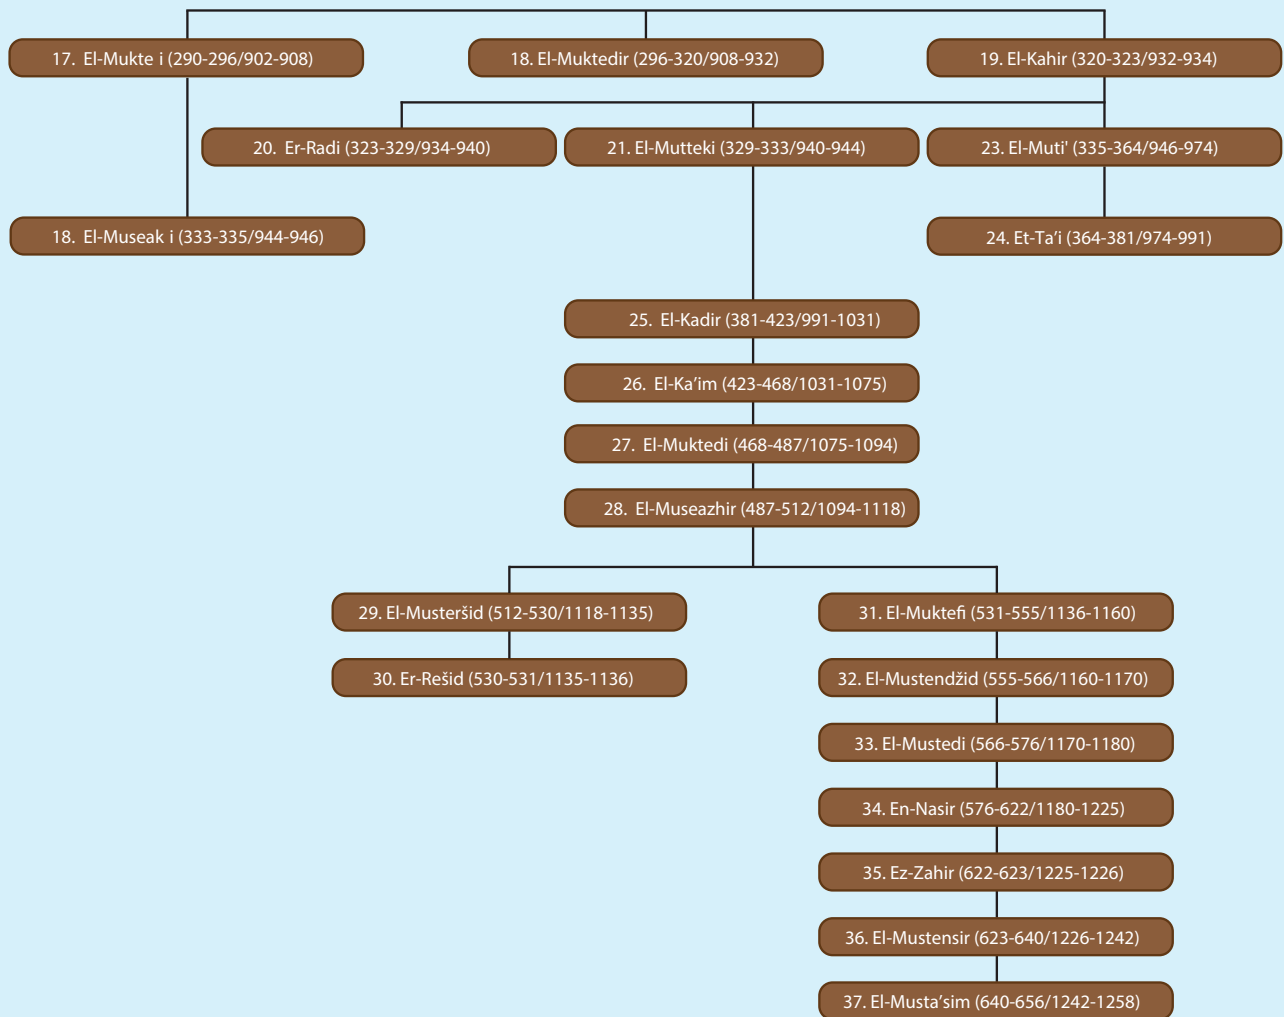 17. El-Mukte i (290-296/902-908)
18. El-Muktedir (296-320/908-932)
19. El-Kahir (320-323/932-934)
20. Er-Radi (323-329/934-940)
21. El-Mutteki (329-333/940-944)
23. El-Muti' (335-364/946-974)
18. El-Museak i (333-335/944-946)
24. Et-Ta’i (364-381/974-991)
25. El-Kadir (381-423/991-1031)
26. El-Ka’im (423-468/1031-1075)
27. El-Muktedi (468-487/1075-1094)
28. El-Museazhir (487-512/1094-1118)
29. El-Musteršid (512-530/1118-1135)
31. El-Muktefi (531-555/1136-1160)
30. Er-Rešid (530-531/1135-1136)
32. El-Mustendžid (555-566/1160-1170)
33. El-Mustedi (566-576/1170-1180)
34. En-Nasir (576-622/1180-1225)
35. Ez-Zahir (622-623/1225-1226)
36. El-Mustensir (623-640/1226-1242)
37. El-Musta’sim (640-656/1242-1258)